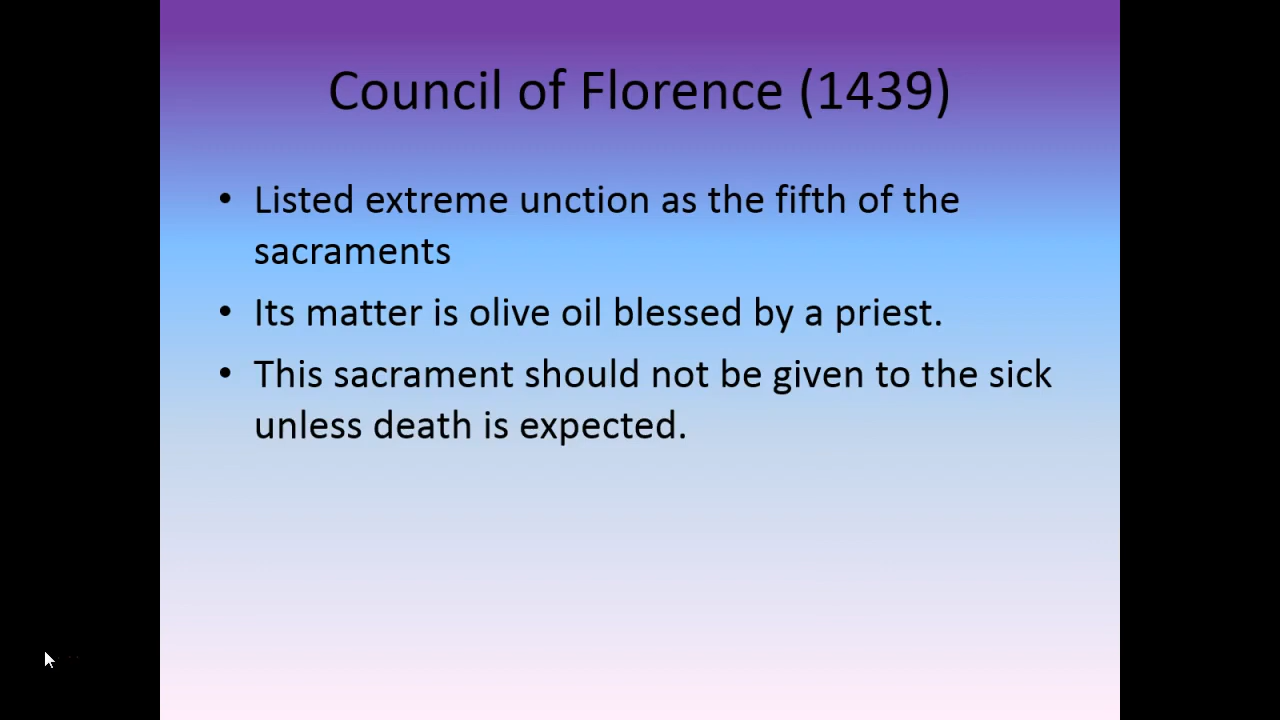 Council of Florence (1439)
• Listed extreme unction as the fifth of the
sacraments
• Its matter is olive oil blessed by a priest.
• This sacrament should not be given to the sick
unless death is expected.